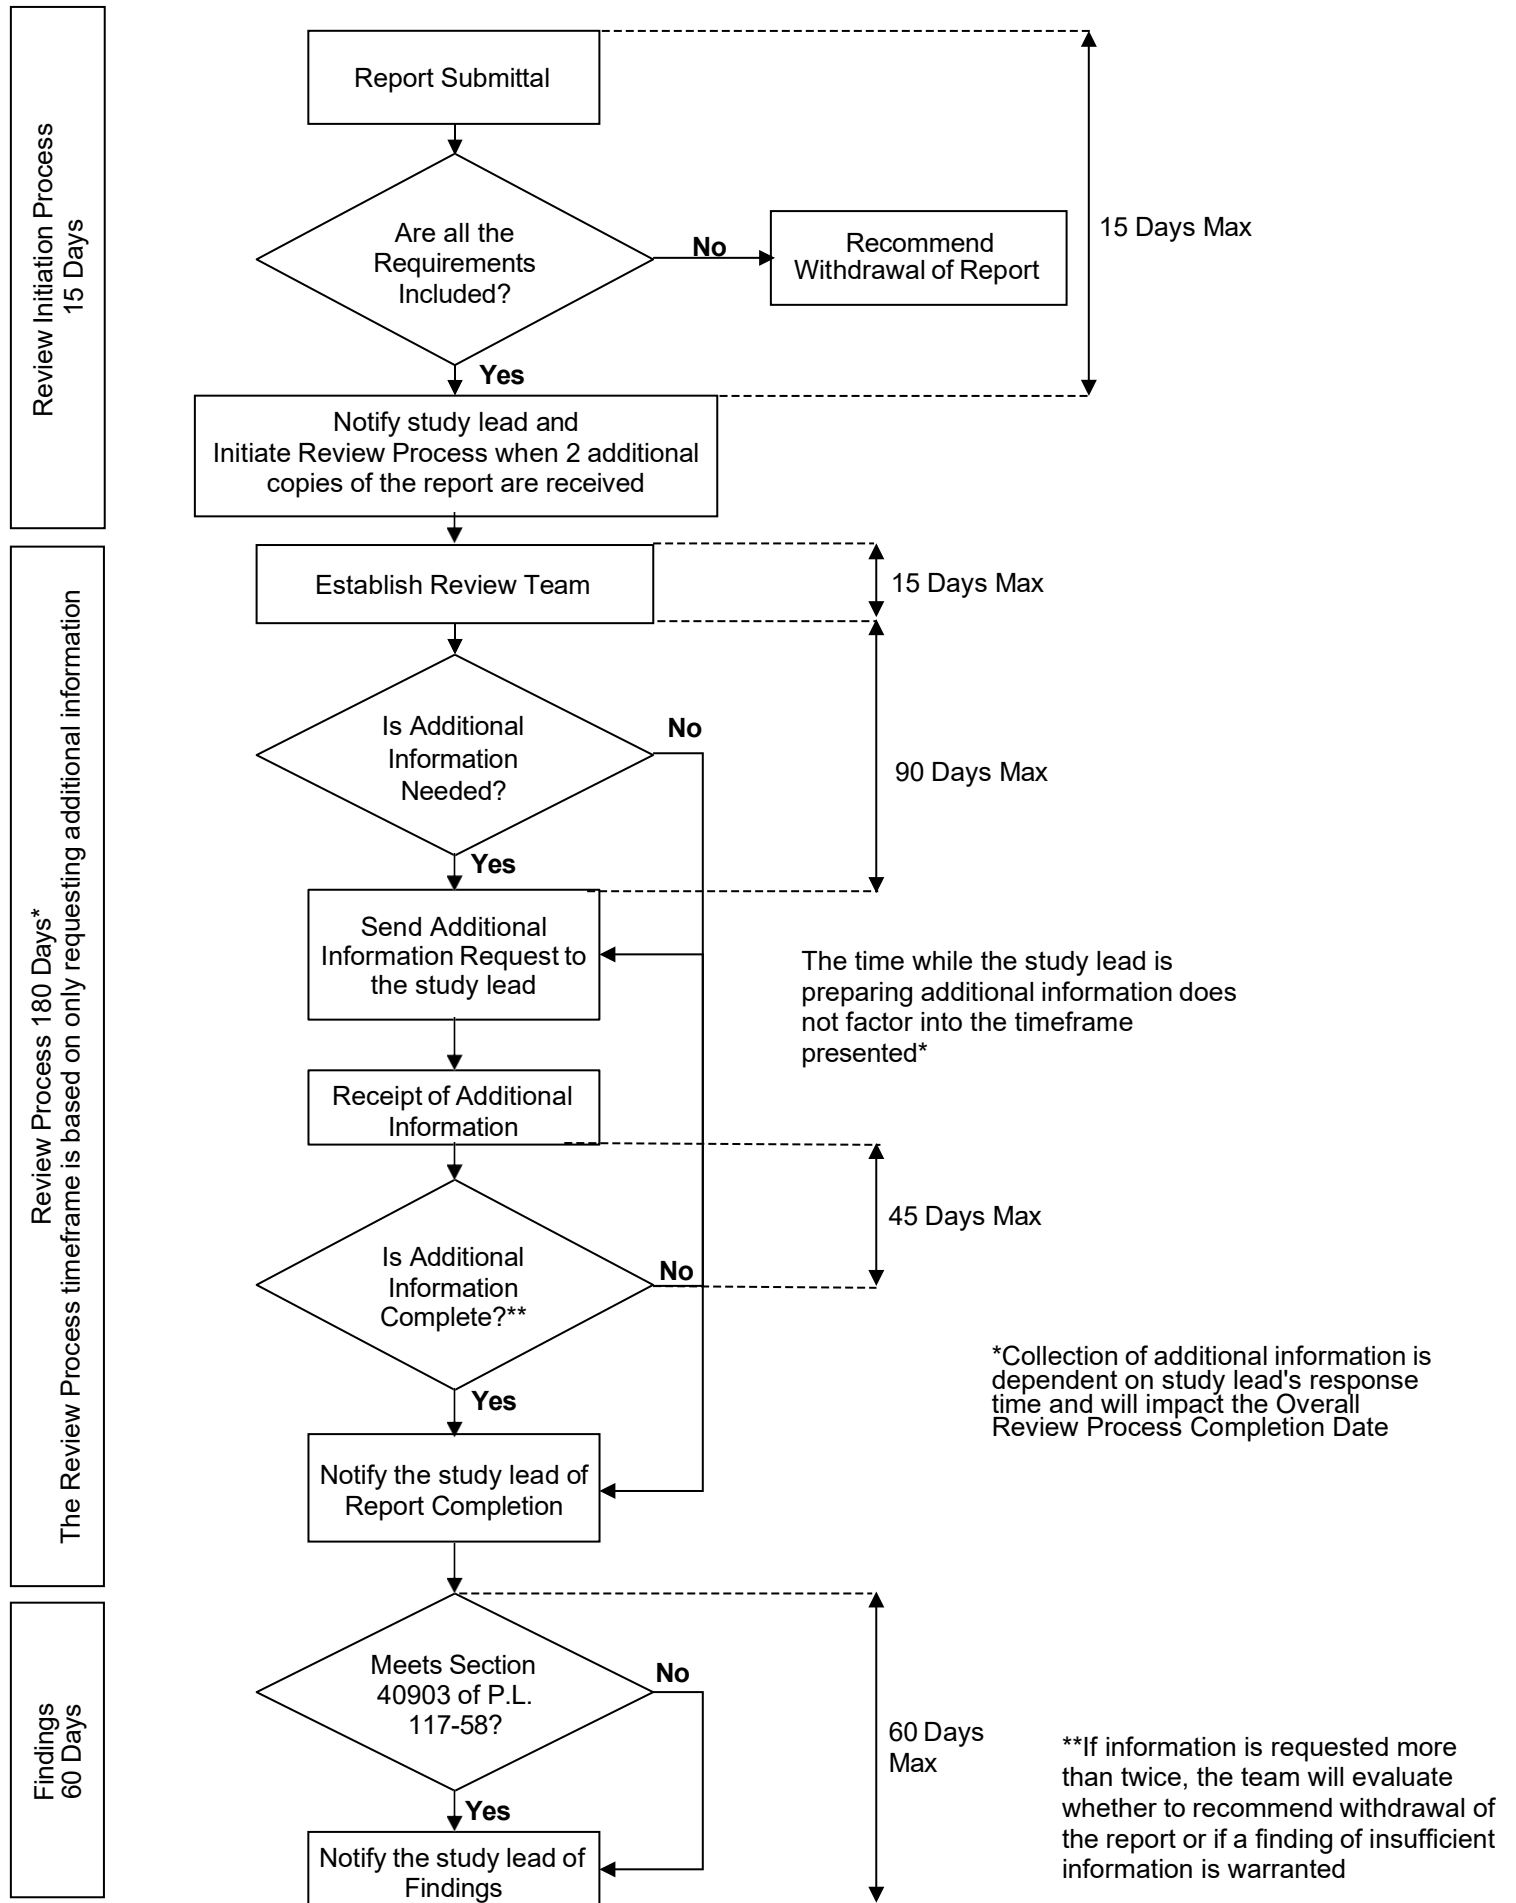 Review Initiation Process
15 Days
Report Submittal
Are all the
Requirements
Included?
No
Recommend
Withdrawal of Report
15 Days Max
Yes
Notify study lead and
Initiate Review Process when 2 additional
copies of the report are received
Review Process 180 Days*
The Review Process timeframe is based on only requesting additional information
Establish Review Team
15 Days Max
Is Additional
Information
Needed?
No
90 Days Max
Yes
Send Additional
Information Request to
the study lead
The time while the study lead is
preparing additional information does
not factor into the timeframe
presented*
Receipt of Additional
Information
45 Days Max
Is Additional
Information
Complete?**
No
*Collection of additional information is
dependent on study lead's response
time and will impact the Overall
Review Process Completion Date
Yes
Notify the study lead of
Report Completion
Findings
60 Days
Meets Section
40903 of P.L.
117-58?
No
60 Days
Max
**If information is requested more
than twice, the team will evaluate
whether to recommend withdrawal of
the report or if a finding of insufficient
information is warranted
Yes
Notify the study lead of
Findings